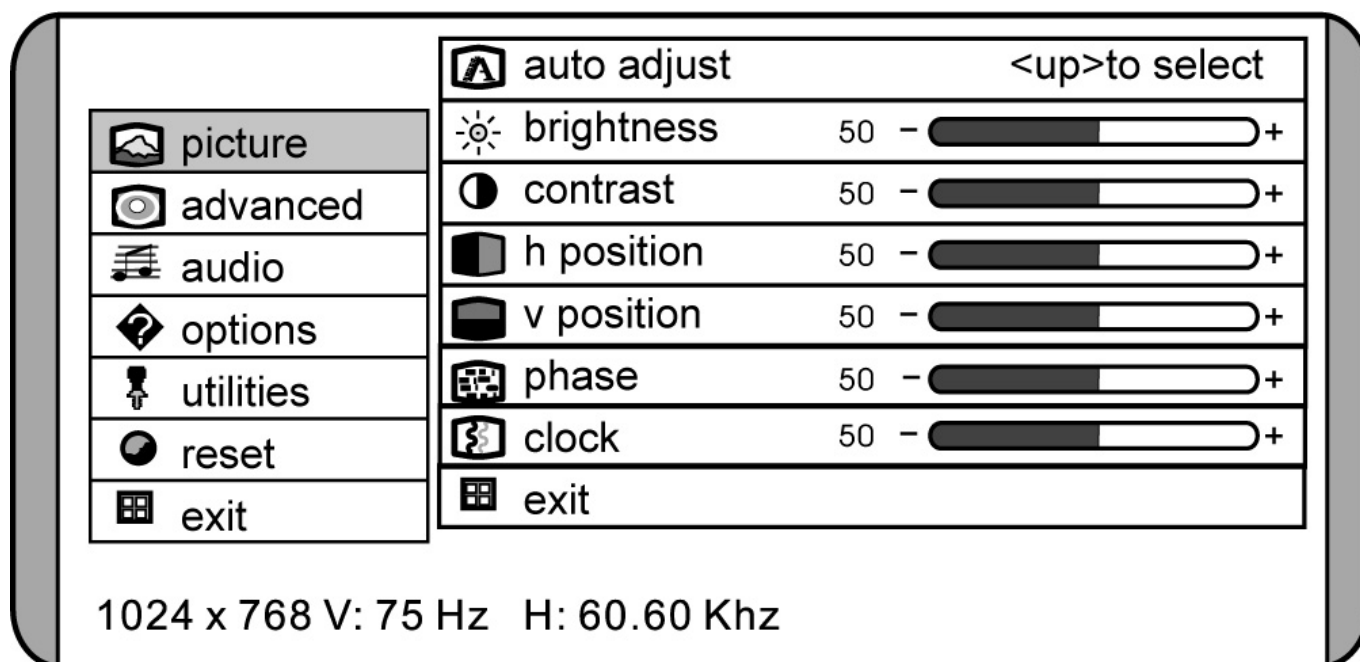 picture
advanced
audio
options
utilities
reset
exit
auto adjust <up>to select
brightness 50 - +
contrast 50 - +
h position 50 - +
v position 50 - +
phase 50 - +
clock 50 - +
exit
1024 x 768 V: 75 Hz H: 60.60 Khz